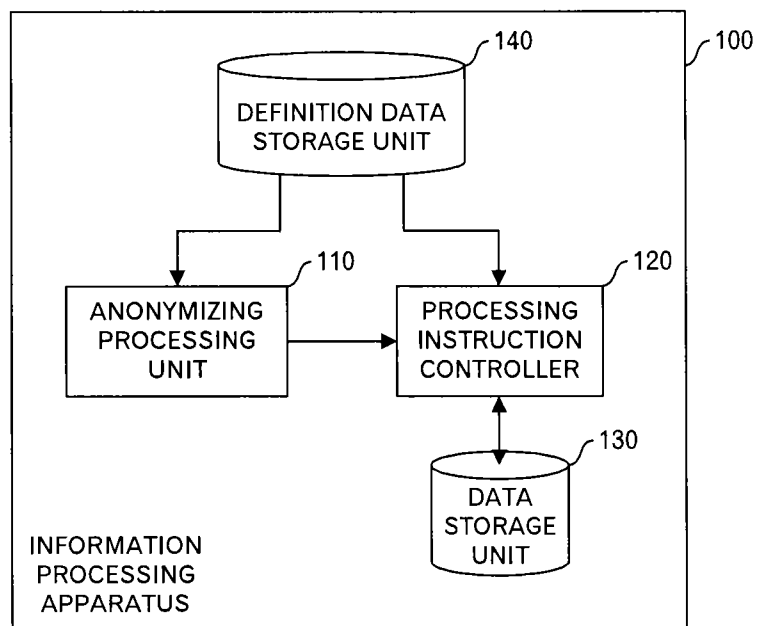 140
100
DEFINITION DATA
STORAGE UNIT
110
120
ANONYMIZING
PROCESSING
UNIT
PROCESSING
INSTRUCTION
CONTROLLER
130
DATA
STORAGE
UNIT
INFORMATION
PROCESSING
APPARATUS